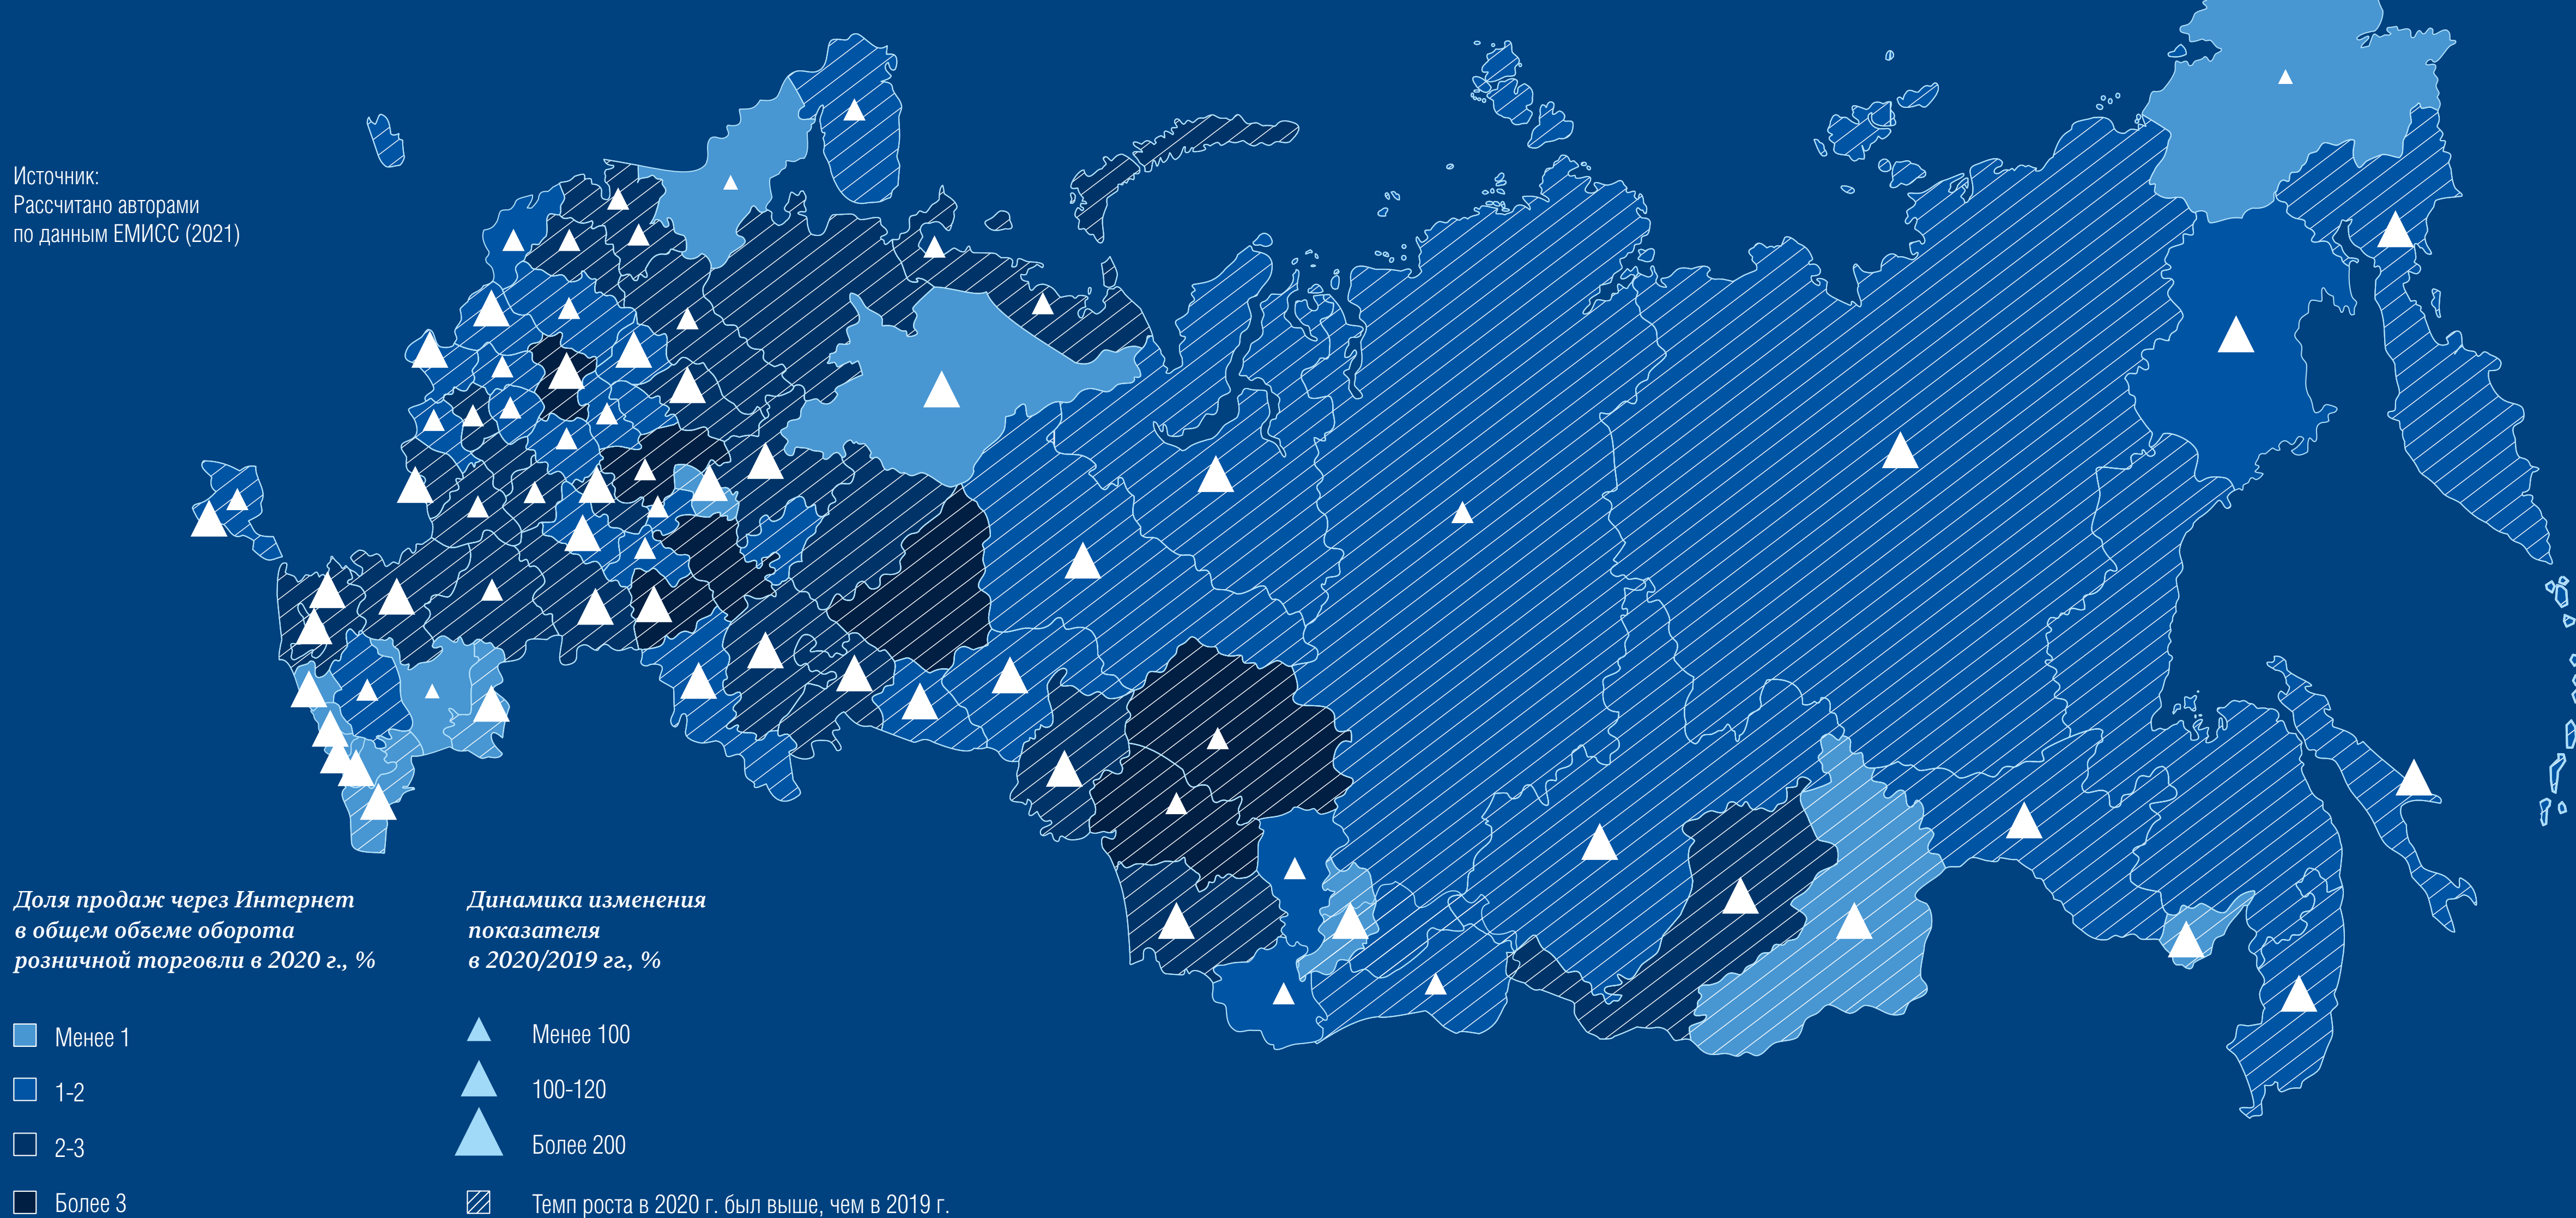 Источник:
Рассчитано авторами
по данным ЕМИСС (2021)
Доля продаж через Интернет
в общем объеме оборота
розничной торговли в 2020 г., %
Менее 1
1-2
2-3
Более 3
Динамика изменения
показателя
в 2020/2019 гг., %
Менее 100
100-120
Более 200
Темп роста в 2020 г. был выше, чем в 2019 г.